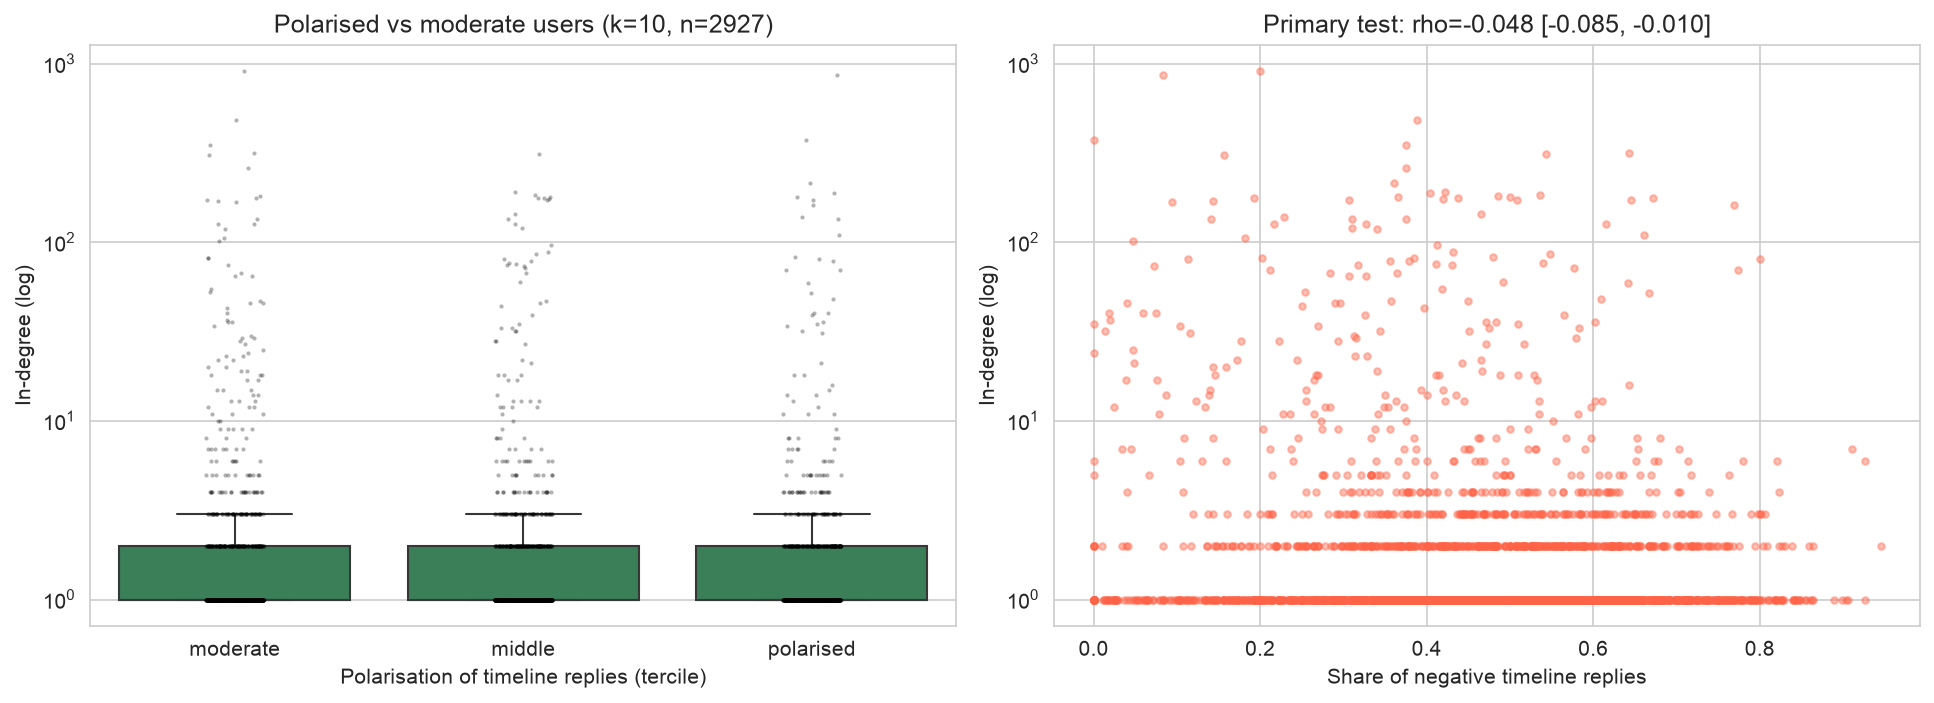 Polarised vs moderate users (k=10, n=2927)
In-degree (log)
10³
10²
10¹
10⁰
moderate
middle
polarised
Polarisation of timeline replies (tercile)
Primary test: rho=-0.048 [-0.085, -0.010]
In-degree (log)
10³
10²
10¹
10⁰
0.0
0.2
0.4
0.6
0.8
Share of negative timeline replies